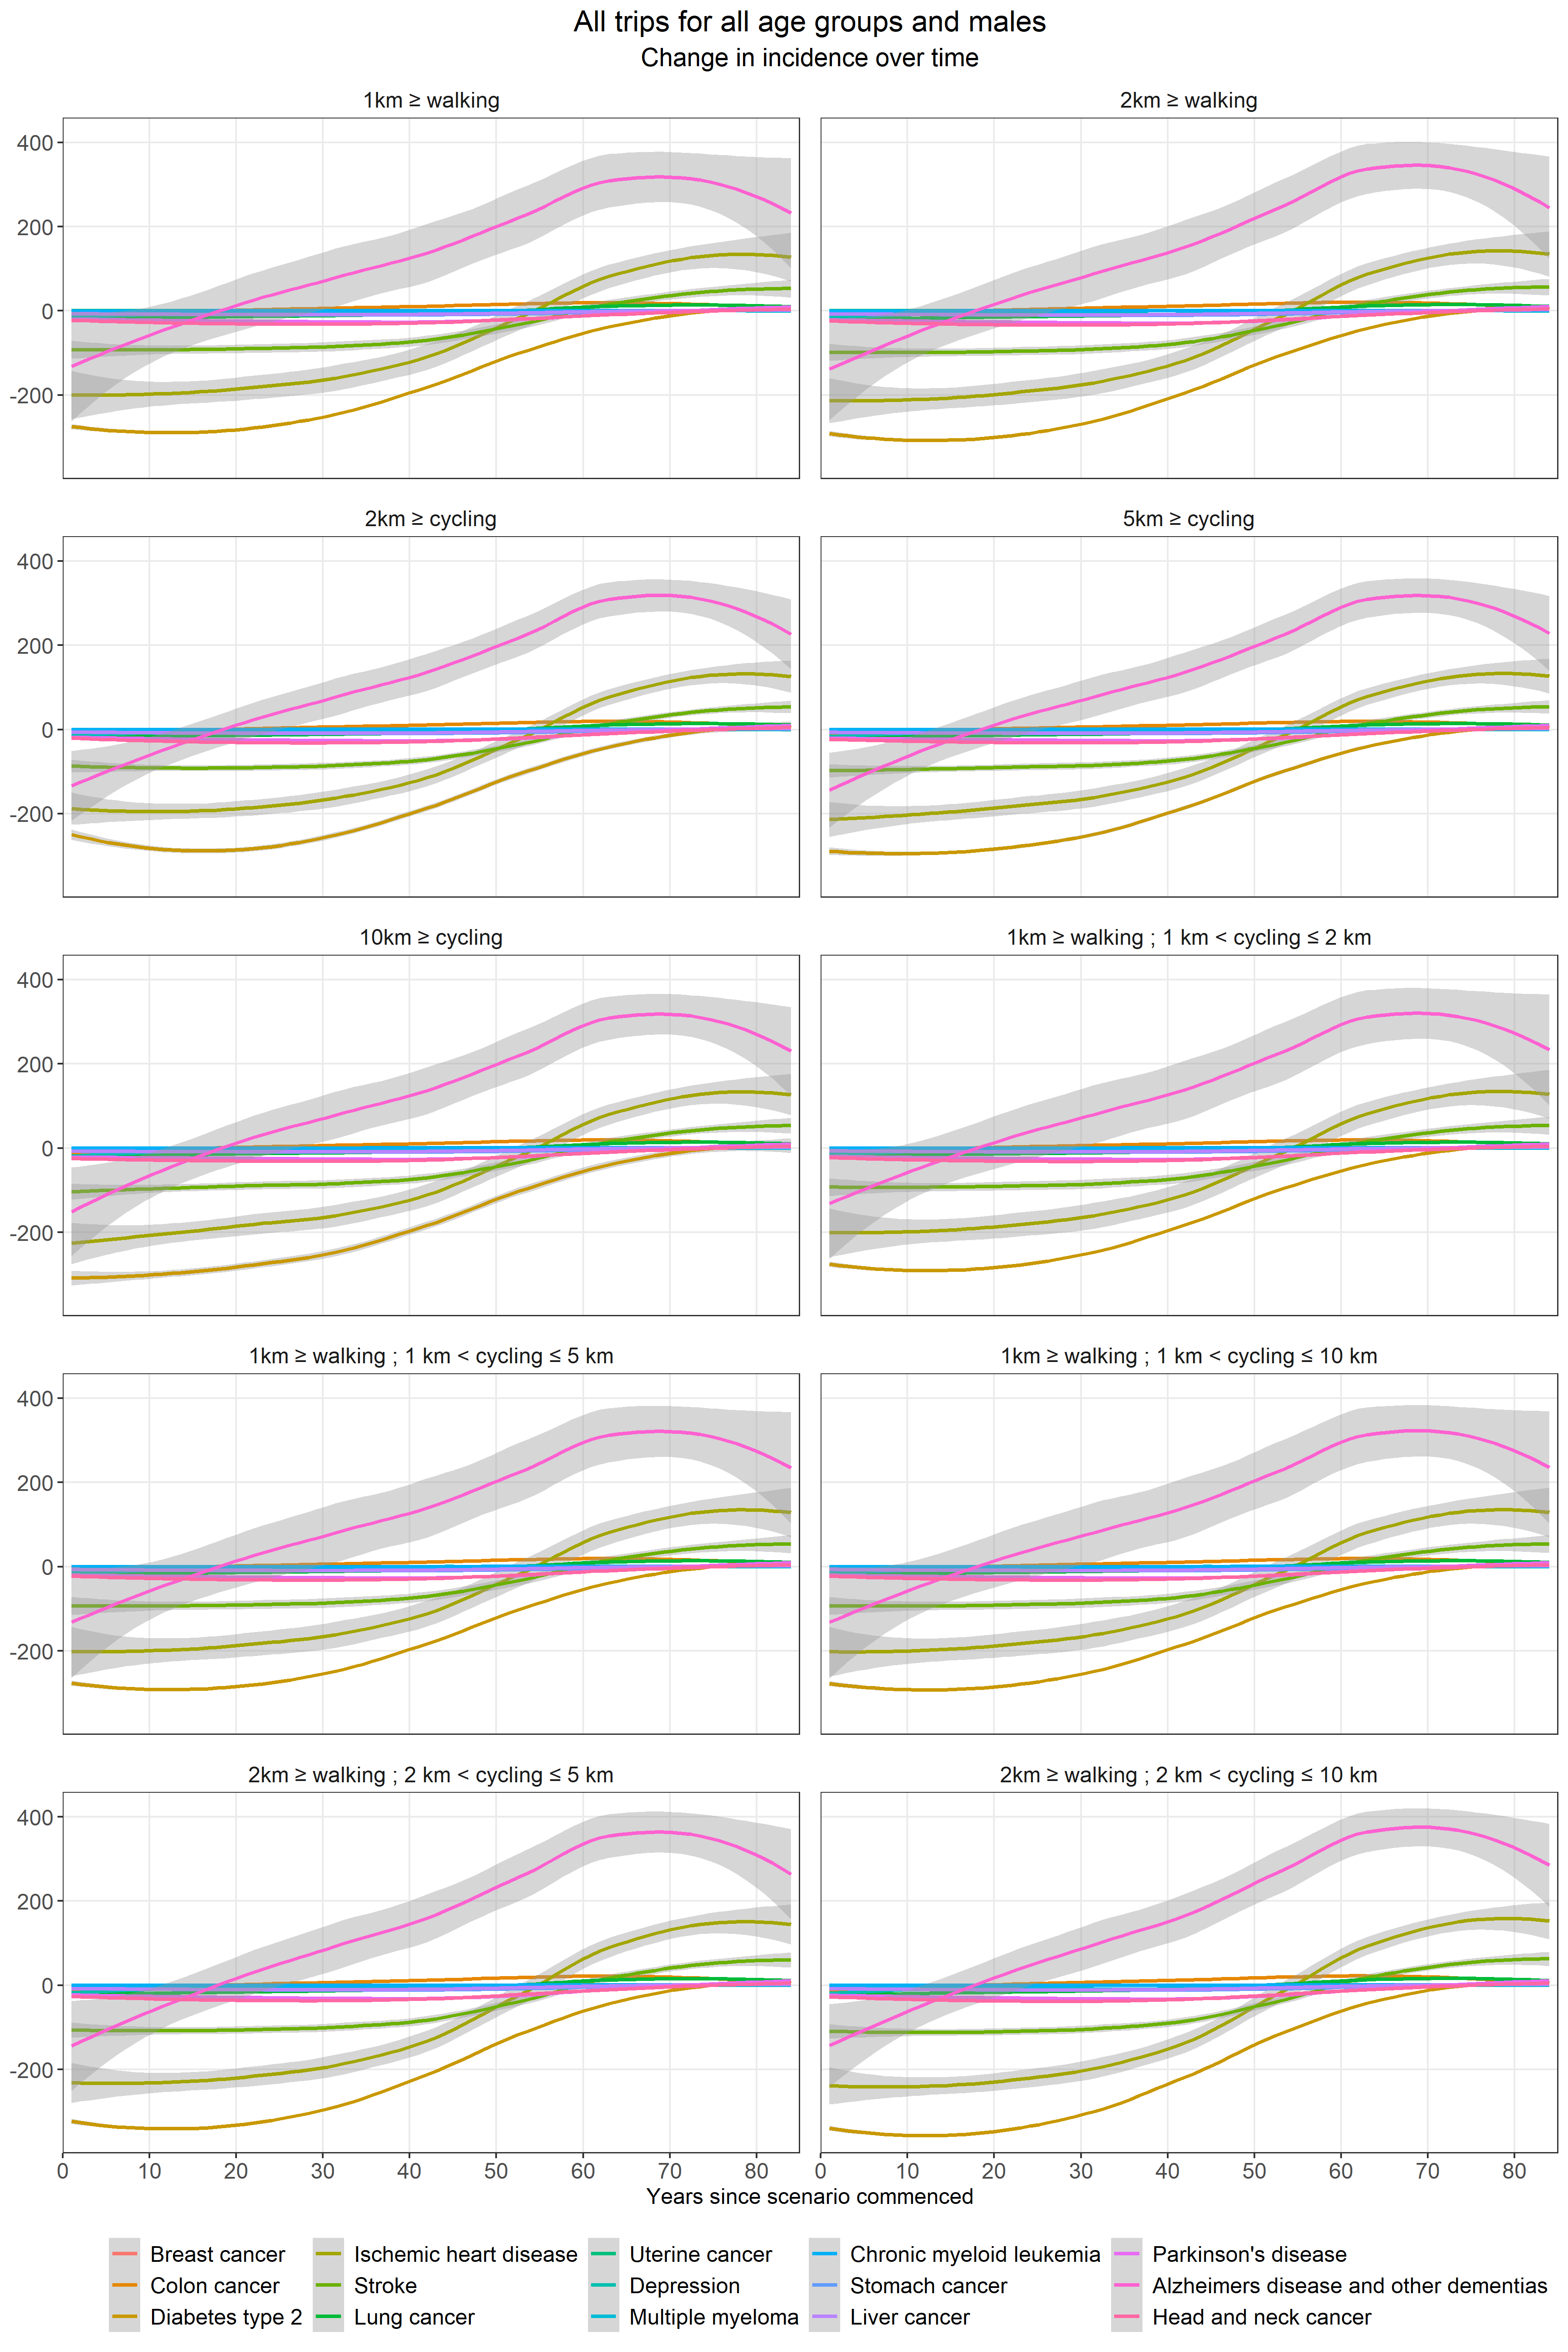 All trips for all age groups and males
Change in incidence over time
1km ≥ walking
2km ≥ walking
400
200
0
-200
2km ≥ cycling
5km ≥ cycling
400
200
0
-200
10km ≥ cycling
1km ≥ walking ; 1 km < cycling ≤ 2 km
400
200
0
-200
1km ≥ walking ; 1 km < cycling ≤ 5 km
1km ≥ walking ; 1 km < cycling ≤ 10 km
400
200
0
-200
2km ≥ walking ; 2 km < cycling ≤ 5 km
2km ≥ walking ; 2 km < cycling ≤ 10 km
400
200
0
-200
0 10 20 30 40 50 60 70 80
0 10 20 30 40 50 60 70 80
Years since scenario commenced
Breast cancer
Colon cancer
Diabetes type 2
Ischemic heart disease
Stroke
Lung cancer
Uterine cancer
Depression
Multiple myeloma
Chronic myeloid leukemia
Stomach cancer
Liver cancer
Parkinson's disease
Alzheimers disease and other dementias
Head and neck cancer